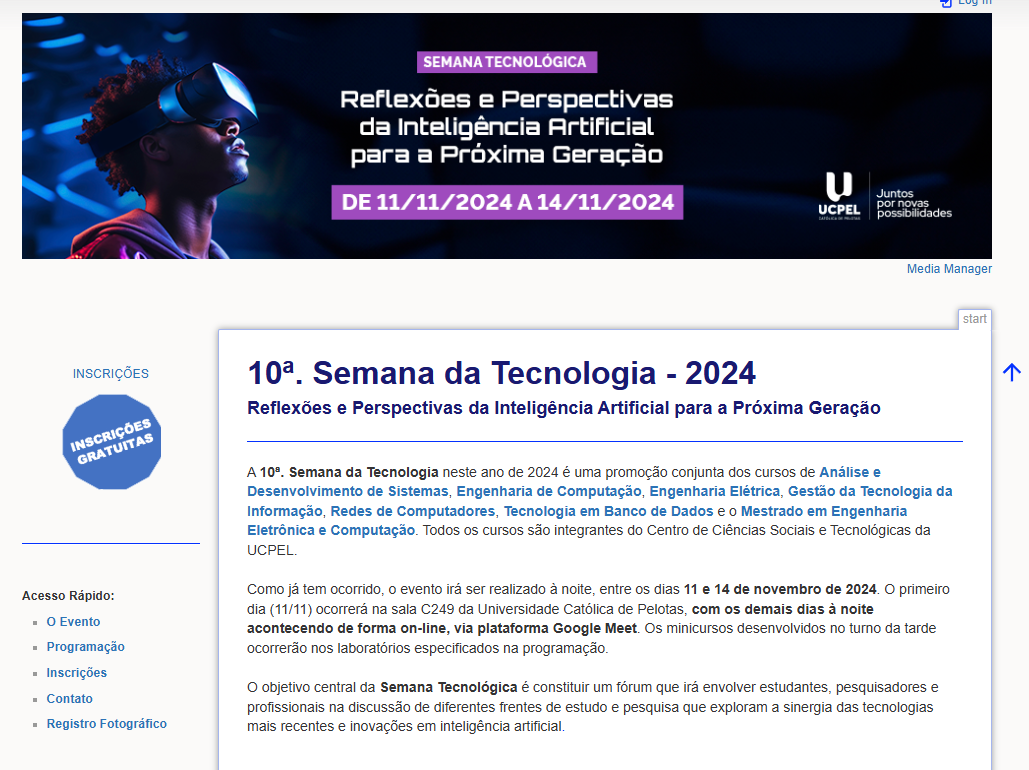 Log In
SEMANA TECNOLÓGICA
Reflexões e Perspectivas
da Inteligência Artificial
para a Próxima Geração
DE 11/11/2024 A 14/11/2024
UCPEL
Juntos
por novas
possibilidades
Media Manager
start
INSCRIÇÕES
INSCRIÇÕES
GRATUITAS
Acesso Rápido:
O Evento
Programação
Inscrições
Contato
Registro Fotográfico
10ª. Semana da Tecnologia - 2024
Reflexões e Perspectivas da Inteligência Artificial para a Próxima Geração
A 10ª. Semana da Tecnologia neste ano de 2024 é uma promoção conjunta dos cursos de Análise e
Desenvolvimento de Sistemas, Engenharia de Computação, Engenharia Elétrica, Gestão da Tecnologia da
Informação, Redes de Computadores, Tecnologia em Banco de Dados e o Mestrado em Engenharia
Eletrônica e Computação. Todos os cursos são integrantes do Centro de Ciências Sociais e Tecnológicas da
UCPEL.
Como já tem ocorrido, o evento irá ser realizado à noite, entre os dias 11 e 14 de novembro de 2024. O primeiro
dia (11/11) ocorrerá na sala C249 da Universidade Católica de Pelotas, com os demais dias à noite
acontecendo de forma on-line, via plataforma Google Meet. Os minicursos desenvolvidos no turno da tarde
ocorrerão nos laboratórios especificados na programação.
O objetivo central da Semana Tecnológica é constituir um fórum que irá envolver estudantes, pesquisadores e
profissionais na discussão de diferentes frentes de estudo e pesquisa que exploram a sinergia das tecnologias
mais recentes e inovações em inteligência artificial.